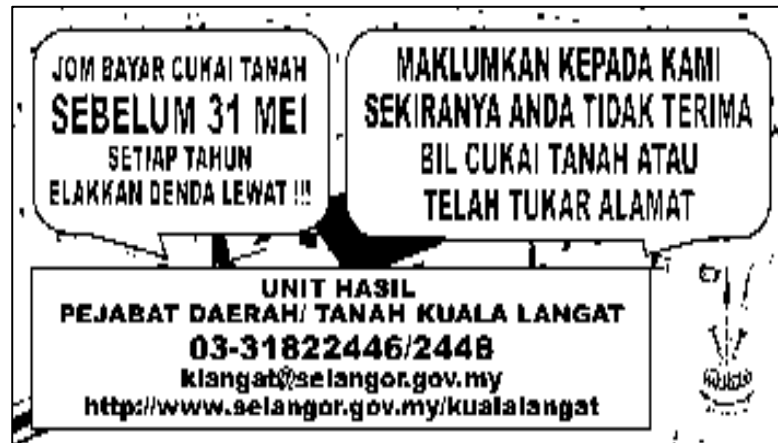 JOM BAYAR CUKAI TANAH
SEBELUM 31 MEI
SETIAP TAHUN
ELAKKAN DENDA LEWAT !!!
MAKLUMKAN KEPADA KAMI
SEKIRANYA ANDA TIDAK TERIMA
BIL CUKAI TANAH ATAU
TELAH TUKAR ALAMAT
UNIT HASIL
PEJABAT DAERAH/ TANAH KUALA LANGAT
03-31822446/2448
klangat@selangor.gov.my
http://www.selangor.gov.my/kualalangat